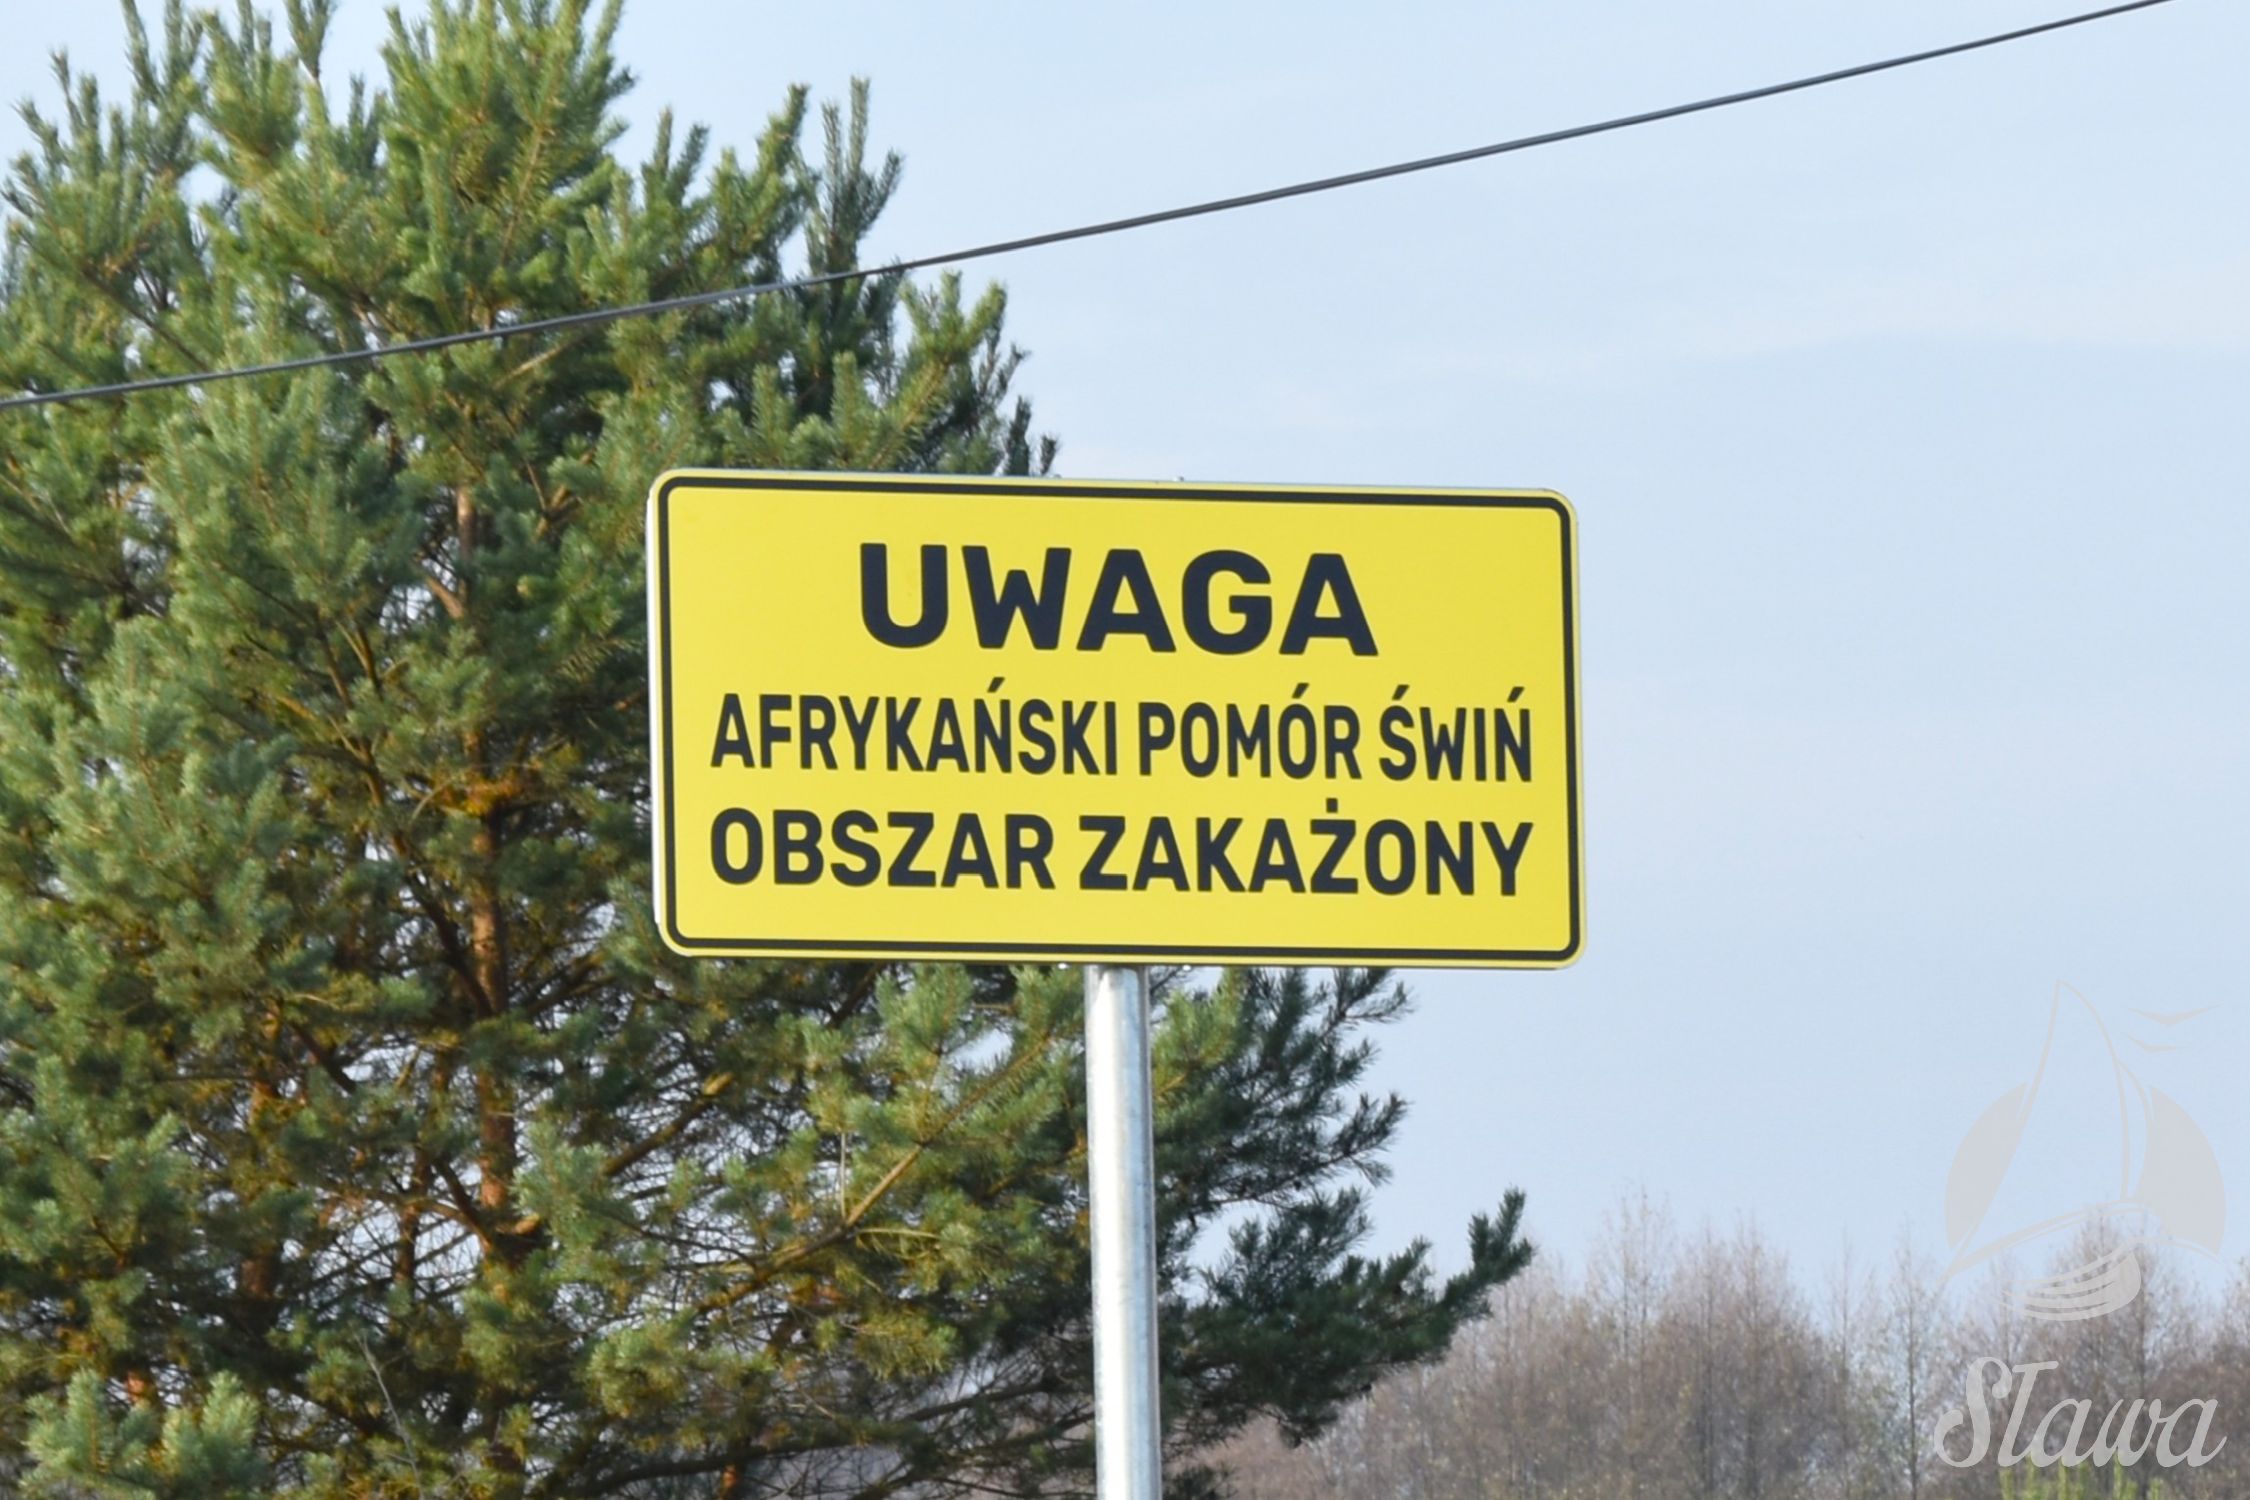 UWAGA
AFRYKAŃSKI POMÓR ŚWIŃ
OBSZAR ZAKAŻONY
Sława